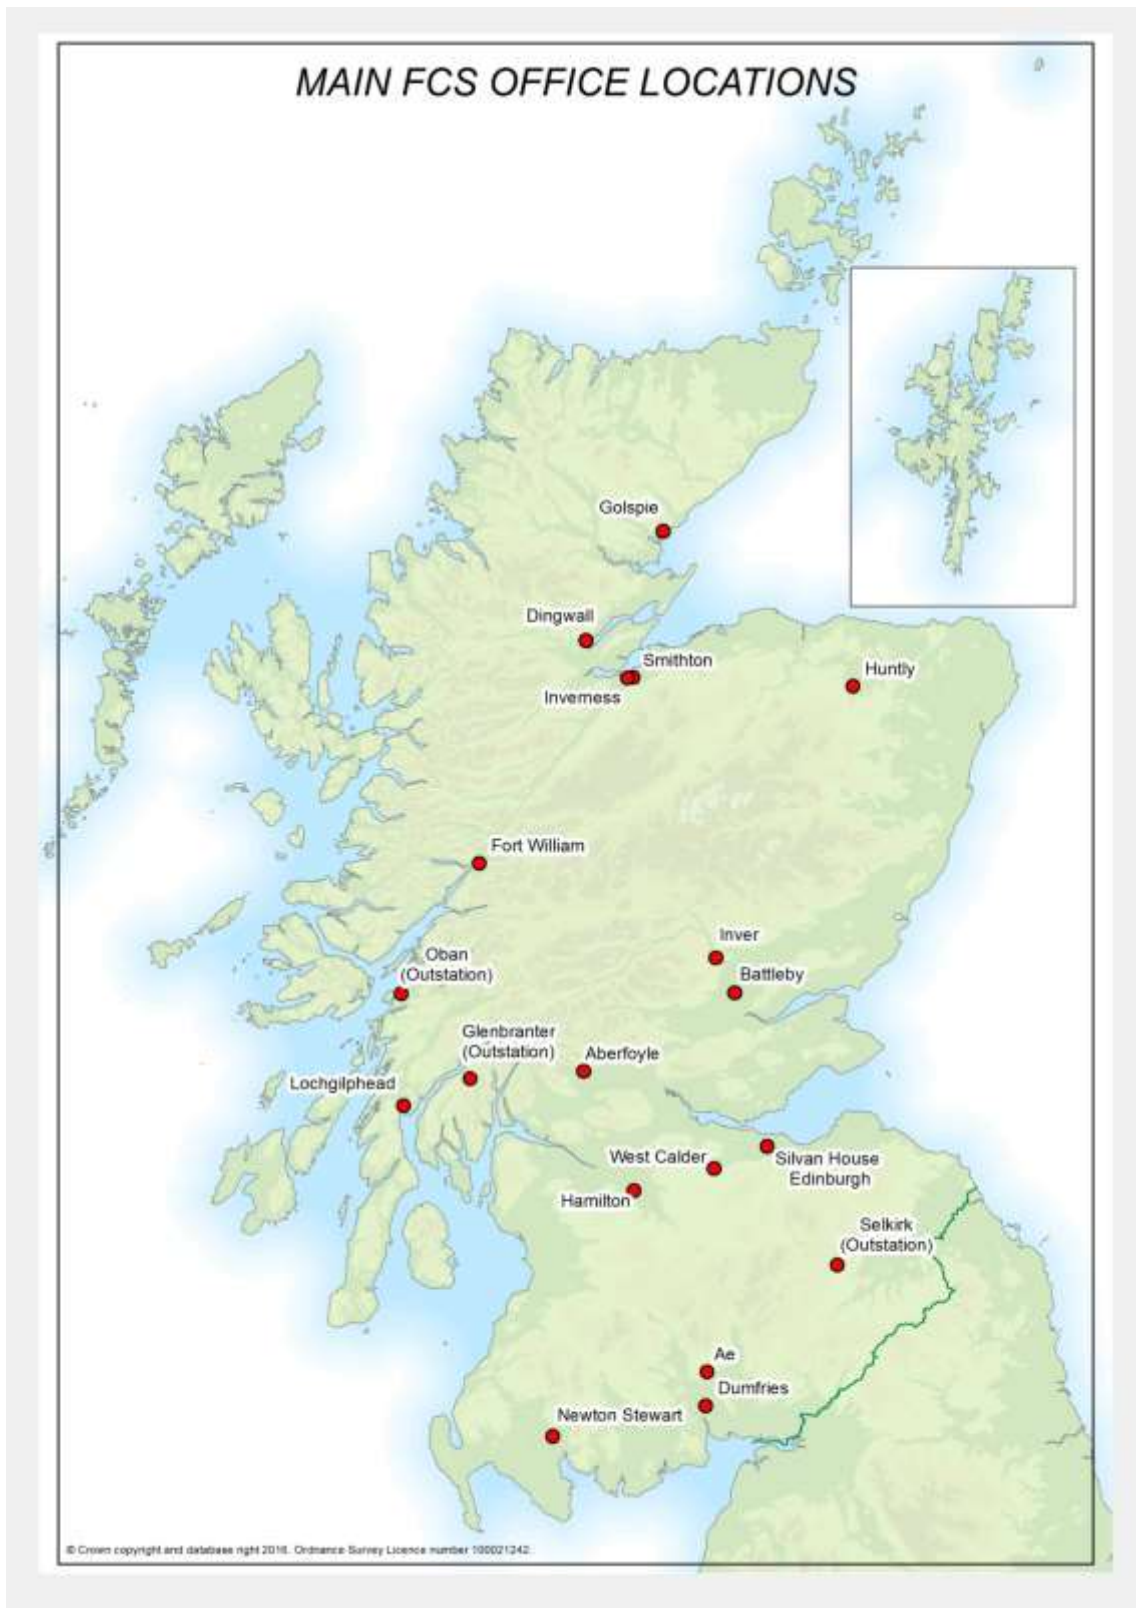 MAIN FCS OFFICE LOCATIONS
Golspie
Dingwall
Smithton
Inverness
Huntly
Fort William
Inver
Oban
(Outstation)
Battleby
Glenbranter
(Outstation)
Aberfoyle
Lochgilphead
West Calder
Silvan House
Edinburgh
Hamilton
Selkirk
(Outstation)
Ae
Dumfries
Newton Stewart
© Crown copyright and database right 2016. Ordnance Survey Licence number 100021242.